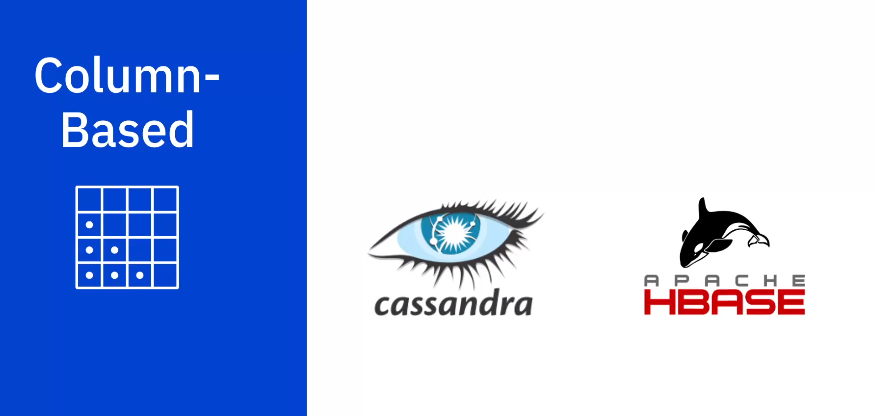 Column-
Based
cassandra
APACHE
HBASE